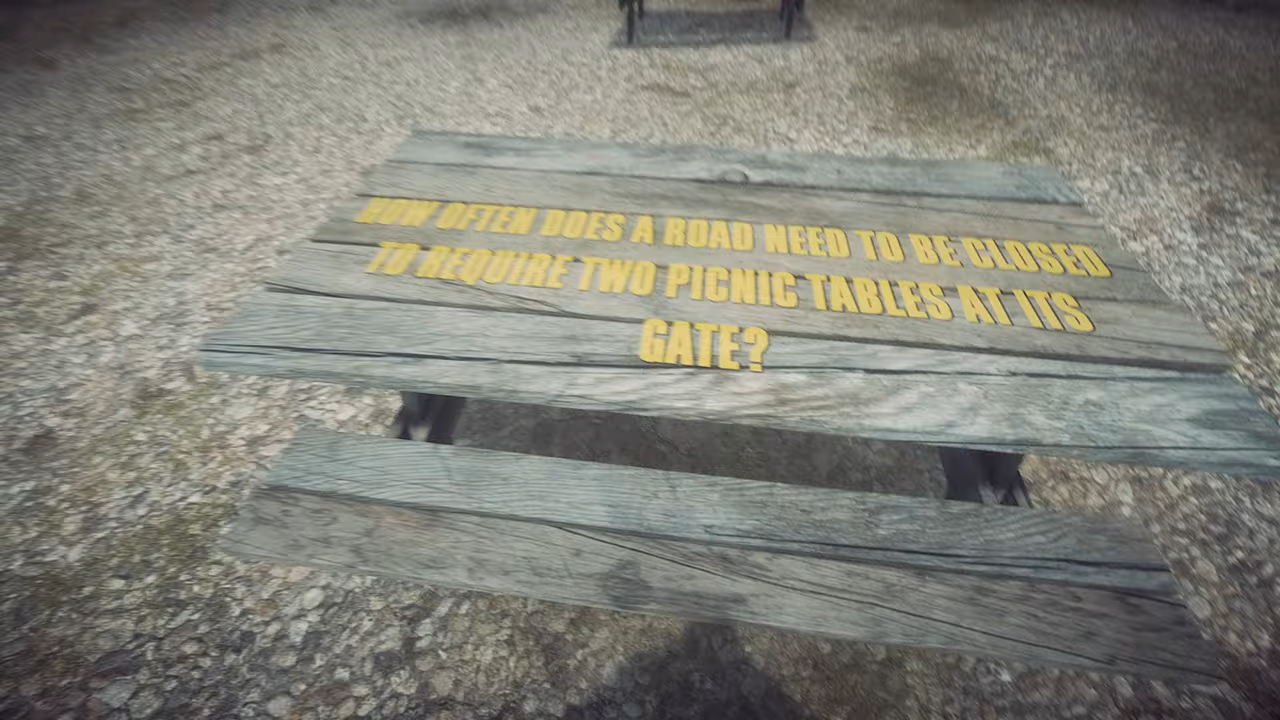 HOW OFTEN DOES A ROAD NEED TO BE CLOSED
TO REQUIRE TWO PICNIC TABLES AT ITS
GATE?